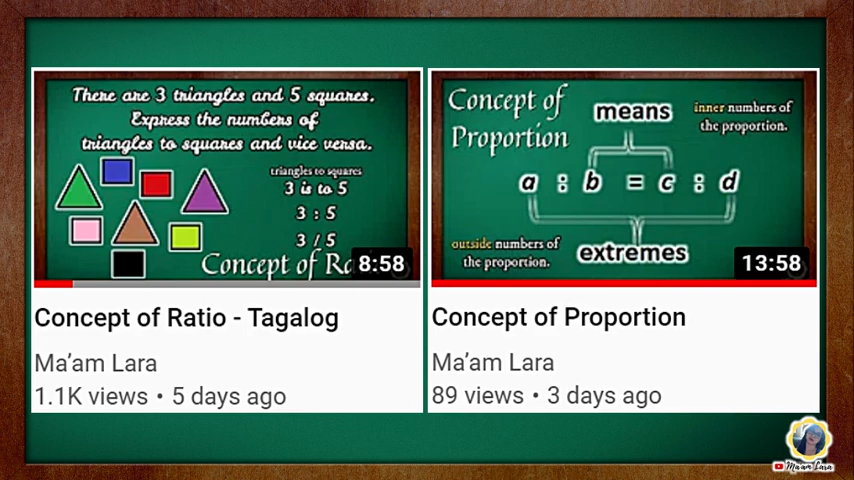 There are 3 triangles and 5 squares.
Express the numbers of
triangles to squares and vice versa.
triangles to squares
3 is to 5
3 : 5
3 / 5
Concept of Ra
8:58
Concept of Ratio - Tagalog
Ma'am Lara
1.1K views • 5 days ago
Concept of
Proportion
means
inner numbers of
the proportion.
a : b = c : d
outside numbers of
the proportion.
extremes
13:58
Concept of Proportion
Ma'am Lara
89 views • 3 days ago
Ma'am Lara